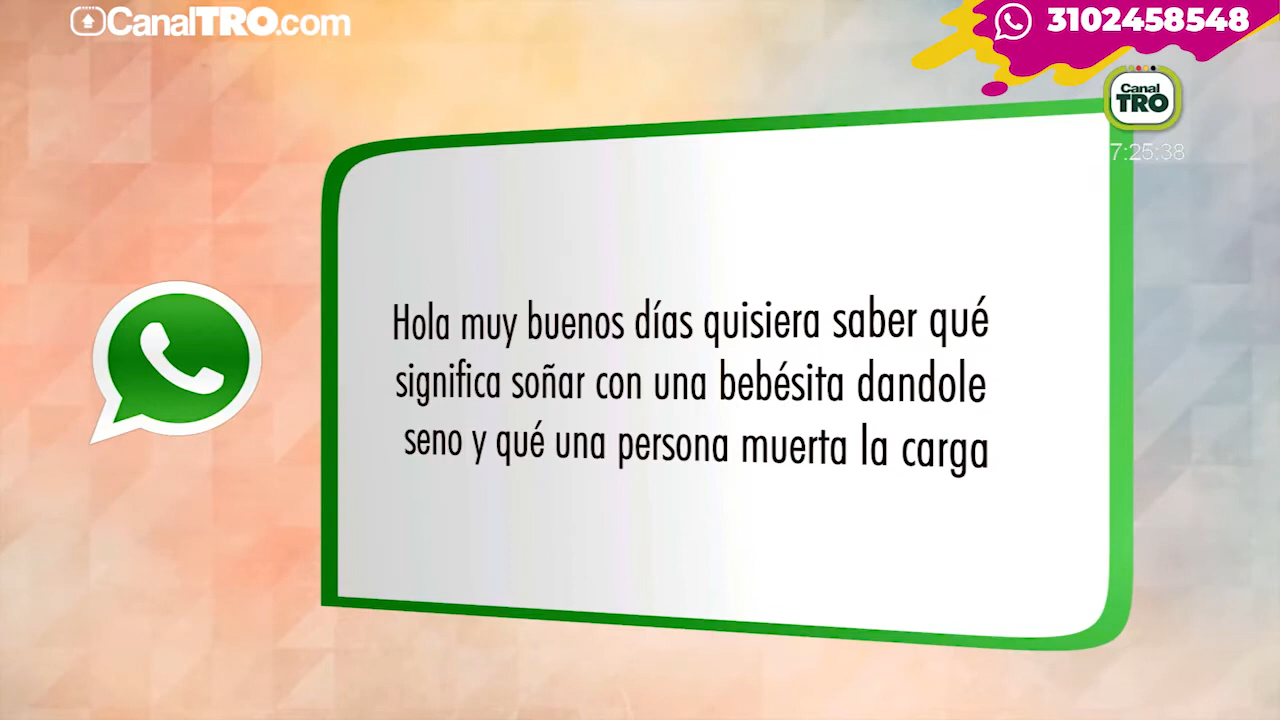 CanalTRO.com
3102458548
Canal
TRO
7:25:38
Hola muy buenos días quisiera saber qué
significa soñar con una bebésita dandole
seno y qué una persona muerta la carga